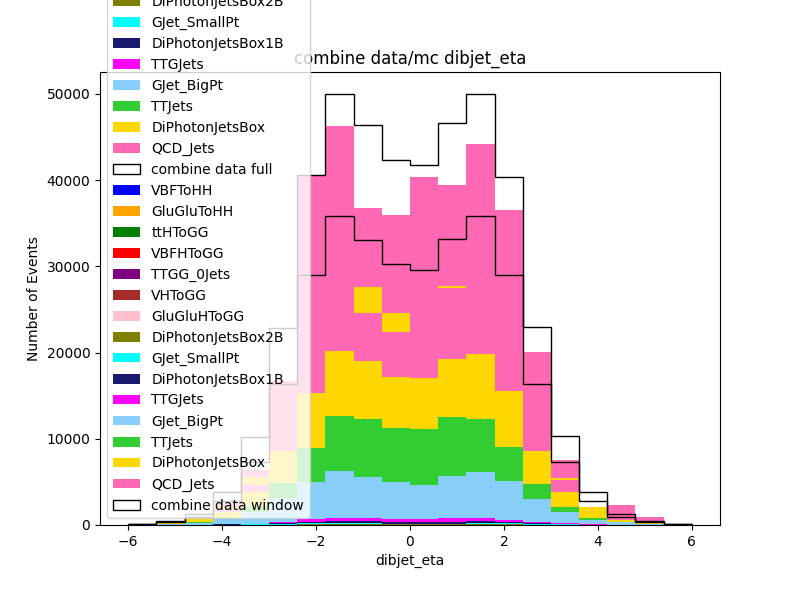 DiPhotonJetsBox2B
GJet_SmallPt
DiPhotonJetsBox1B
TTGJets
GJet_BigPt
TTJets
DiPhotonJetsBox
QCD_Jets
combine data full
VBFToHH
GluGluToHH
ttHToGG
VBFHToGG
TTGG_0Jets
VHToGG
GluGluHToGG
DiPhotonJetsBox2B
GJet_SmallPt
DiPhotonJetsBox1B
TTGJets
GJet_BigPt
TTJets
DiPhotonJetsBox
QCD_Jets
combine data window
combine data/mc dibjet_eta
Number of Events
50000
40000
30000
20000
10000
0
−6 −4 −2 0 2 4 6
dibjet_eta